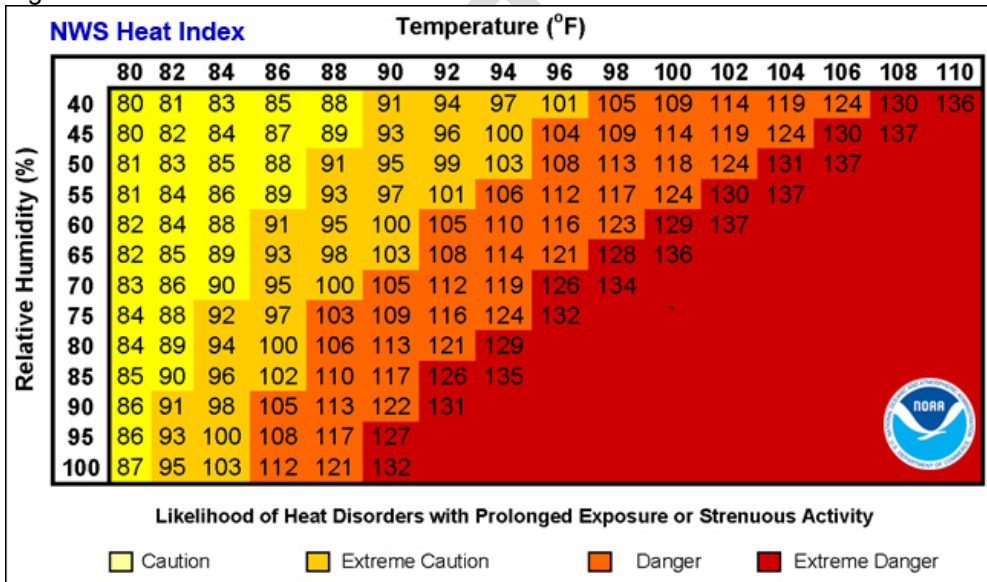 NWS Heat Index Temperature (°F)
80 82 84 86 88 90 92 94 96 98 100 102 104 106 108 110
Relative Humidity (%)
40 80 81 83 85 88 91 94 97 101 105 109 114 119 124 130 136
45 80 82 84 87 89 93 96 100 104 109 114 119 124 130 137
50 81 83 85 88 91 95 99 103 108 113 118 124 131 137
55 81 84 86 89 93 97 101 106 112 117 124 130 137
60 82 84 88 91 95 100 105 110 116 123 129 137
65 82 85 89 93 98 103 108 114 121 128 136
70 83 86 90 95 100 105 112 119 126 134
75 84 88 92 97 103 109 116 124 132
80 84 89 94 100 106 113 121 129
85 85 90 96 102 110 117 126 135
90 86 91 98 105 113 122 131
95 86 93 100 108 117 127
100 87 95 103 112 121 132
NOAA
Likelihood of Heat Disorders with Prolonged Exposure or Strenuous Activity
Caution Extreme Caution Danger Extreme Danger